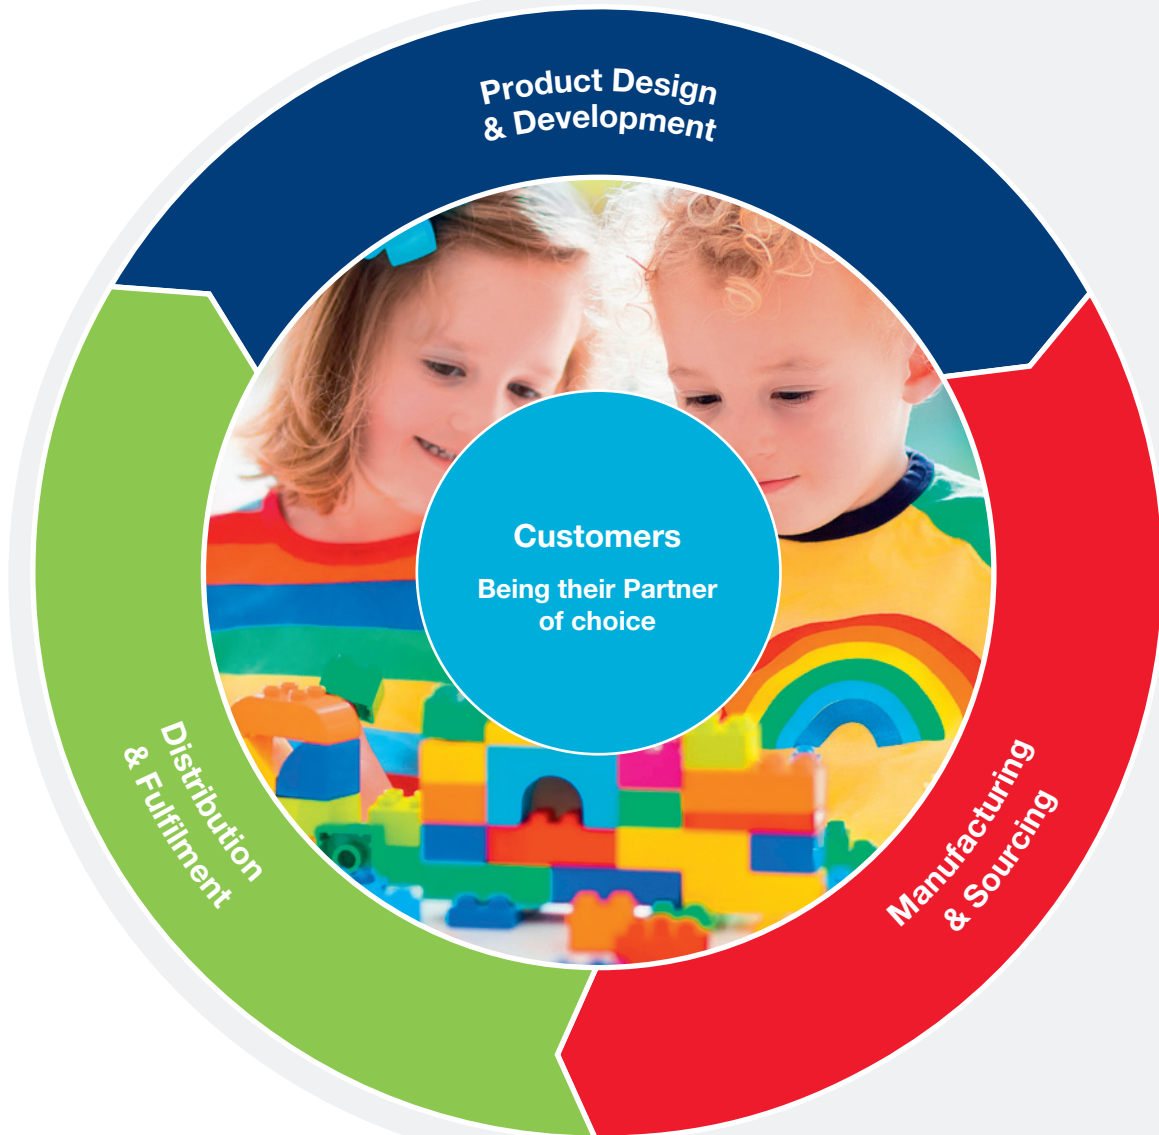 Product Design
& Development
Customers
Being their Partner
of choice
Manufacturing
& Sourcing
Distribution
& Fulfilment